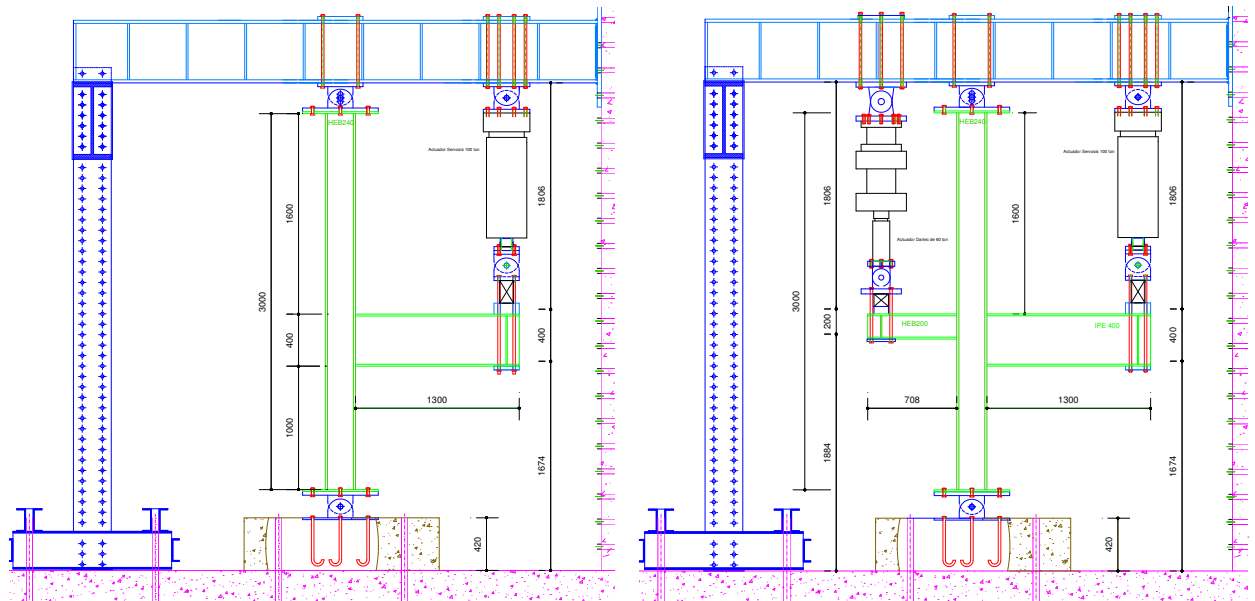 HEB240
Actuador Servosis 100 ton
1600
1806
3000
400
400
1300
1000
1674
420
HEB240
Actuador Servosis 100 ton
1806
1600
1806
Actuador Dartec de 60 ton
3000
200
HEB200
IPE 400
400
708
1300
1884
1674
420